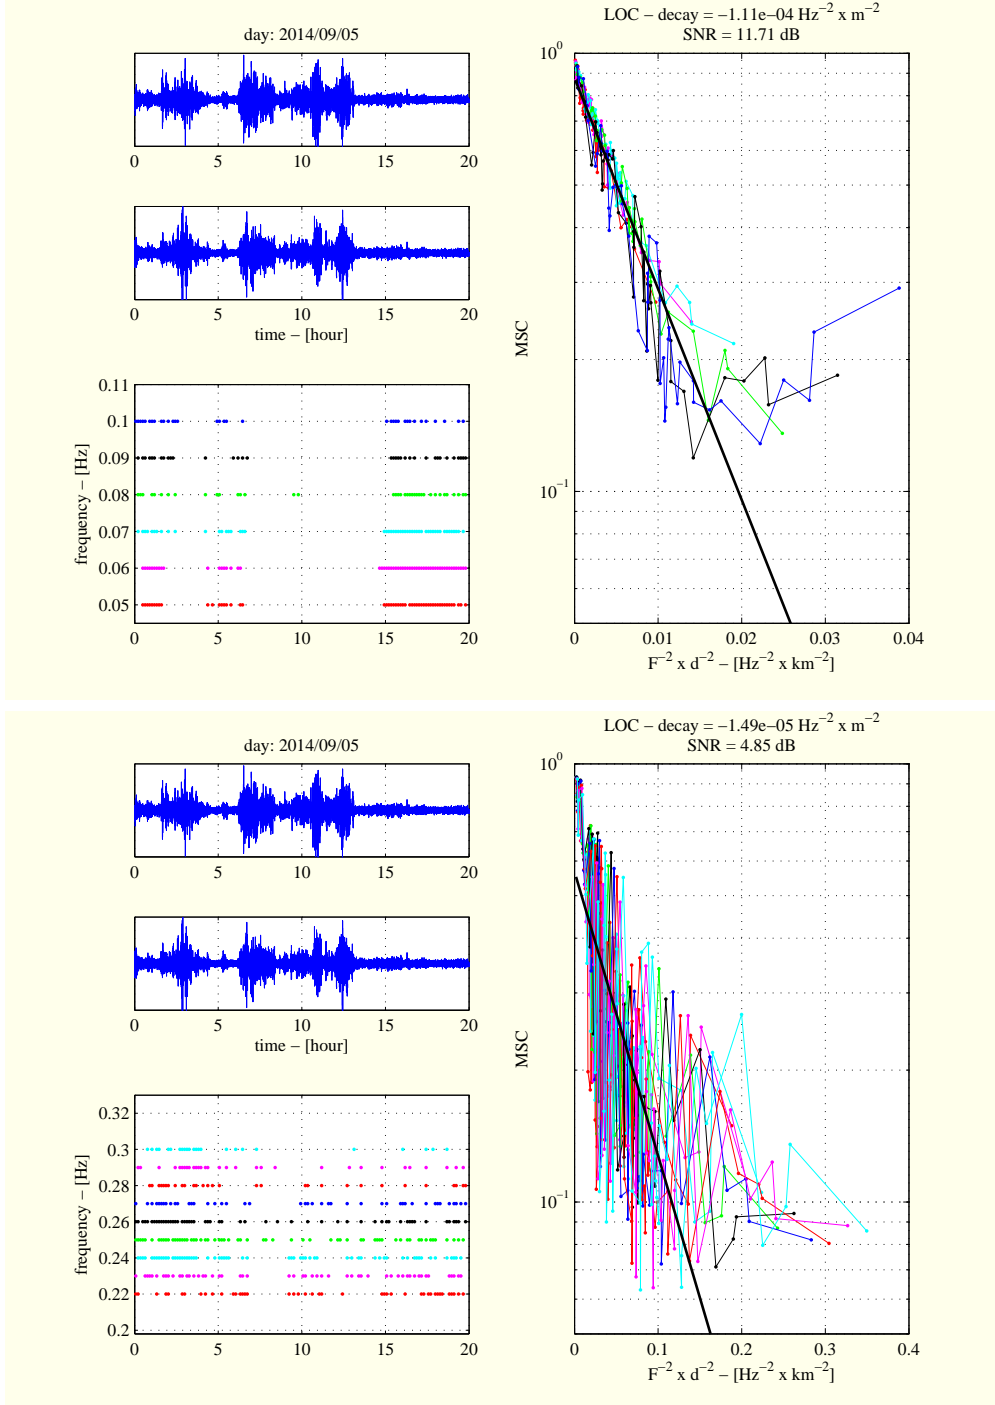 day: 2014/09/05
0 5 10 15 20
0 5 10 15 20
time – [hour]
0.11
0.1
0.09
0.08
0.07
0.06
0.05
frequency – [Hz]
0 5 10 15 20
LOC – decay = −1.11e−04 Hz⁻² x m⁻²
SNR = 11.71 dB
10⁰
10⁻¹
MSC
0 0.01 0.02 0.03 0.04
F⁻² x d⁻² – [Hz⁻² x km⁻²]
day: 2014/09/05
0 5 10 15 20
0 5 10 15 20
time – [hour]
0.32
0.3
0.28
0.26
0.24
0.22
0.2
frequency – [Hz]
0 5 10 15 20
LOC – decay = −1.49e−05 Hz⁻² x m⁻²
SNR = 4.85 dB
10⁰
10⁻¹
MSC
0 0.1 0.2 0.3 0.4
F⁻² x d⁻² – [Hz⁻² x km⁻²]